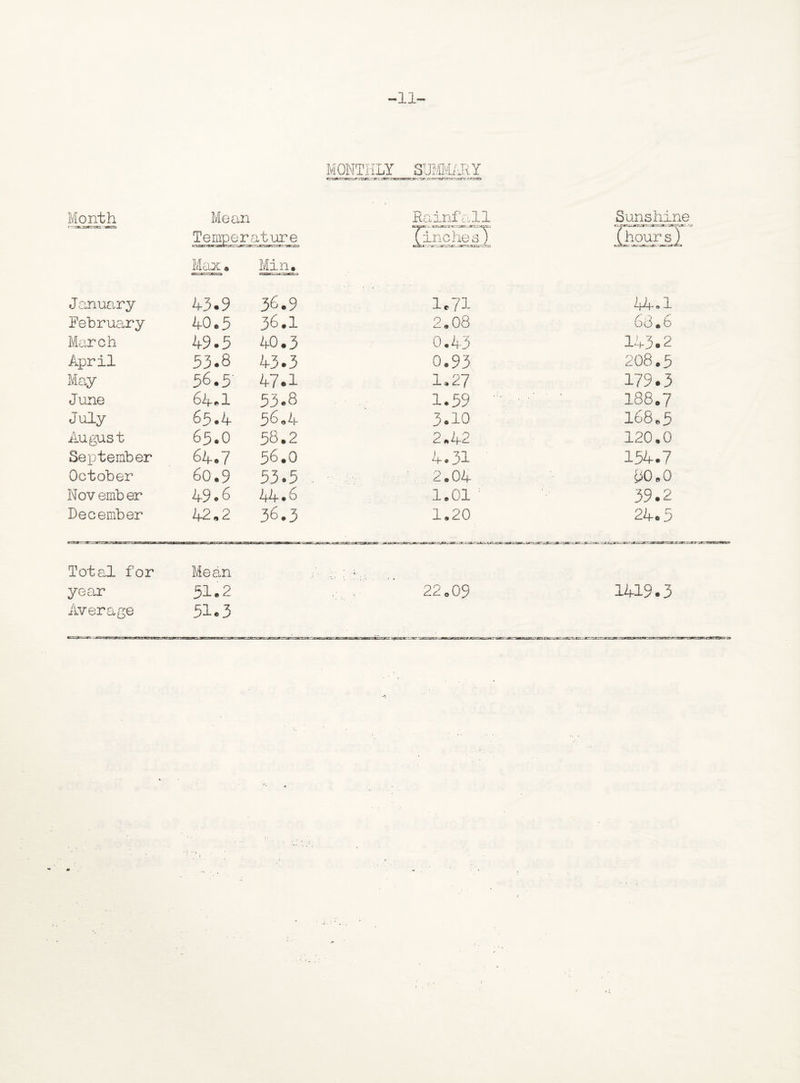 -11-
MONTHLY SUMMARY
Month Mean Rainfall Sunshine
Temperature (inches) (hours)
Max. Min.
January 43.9 36.9 1.71 44.1
February 40.5 36.1 2.08 68.6
March 49.5 40.3 0.43 143.2
April 53.8 43.3 0.93 208.5
May 56.5 47.1 1.27 179.3
June 64.1 53.8 1.59 188.7
July 65.4 56.4 3.10 168.5
August 65.0 58.2 2.42 120.0
September 64.7 56.0 4.31 154.7
October 60.9 53.5 2.04 80.0
November 49.6 44.6 1.01 39.2
December 42.2 36.3 1.20 24.5
Total for Mean
year 51.2 22.09 1419.3
Average 51.3